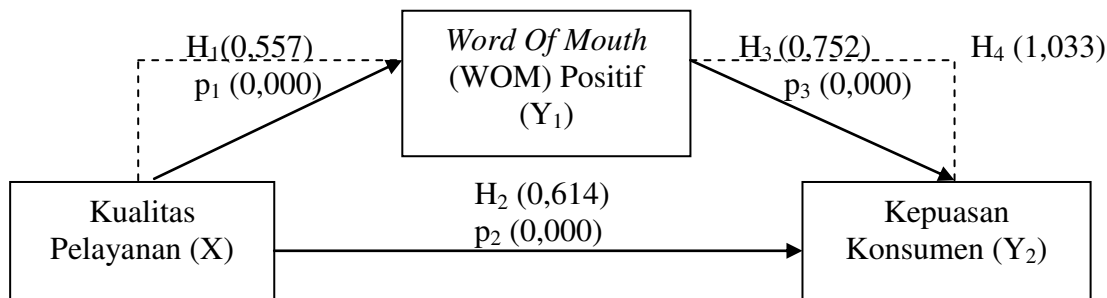 H₁(0,557)
p₁ (0,000)
Word Of Mouth
(WOM) Positif
(Y₁)
H₃ (0,752)
p₃ (0,000)
H₄ (1,033)
Kualitas
Pelayanan (X)
H₂ (0,614)
p₂ (0,000)
Kepuasan
Konsumen (Y₂)